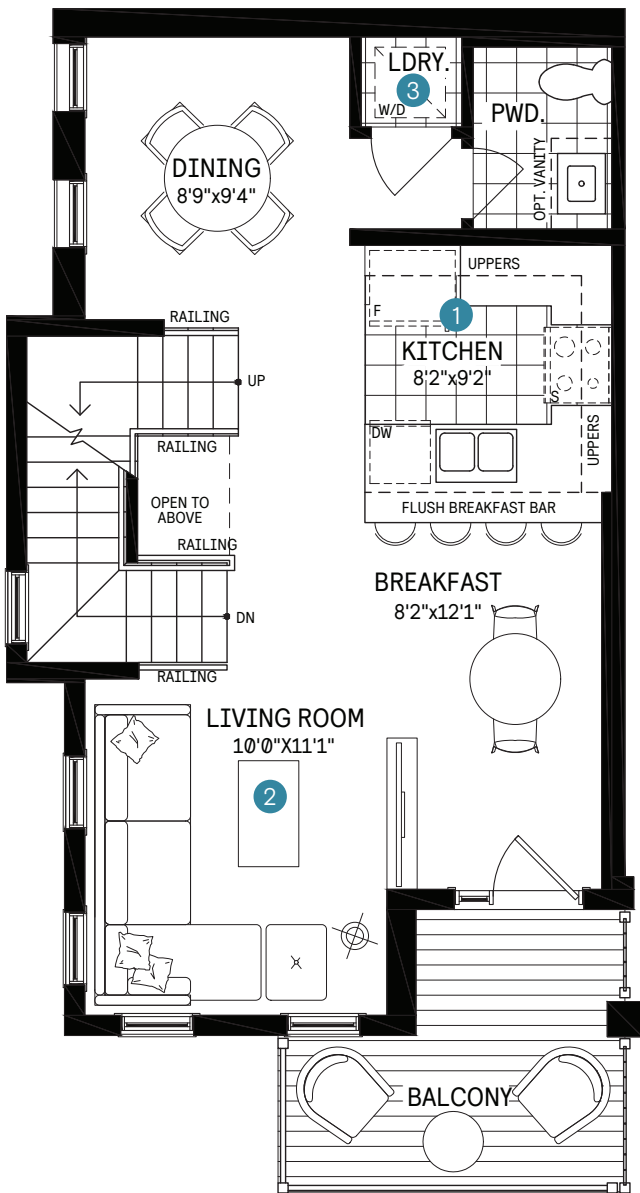 LDRY.
3
W/D
PWD.
OPT. VANITY
DINING
8'9"x9'4"
UPPERS
F
1
KITCHEN
8'2"x9'2"
S
RAILING
UP
RAILING
DW
UPPERS
OPEN TO
ABOVE
FLUSH BREAKFAST BAR
RAILING
BREAKFAST
8'2"x12'1"
DN
RAILING
LIVING ROOM
10'0"X11'1"
2
BALCONY